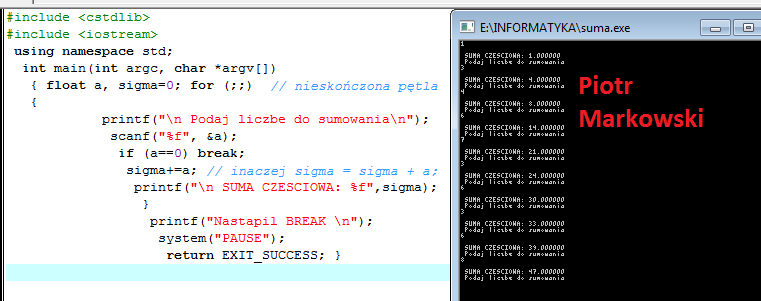 #include <cstdlib>
#include <iostream>
using namespace std;
int main(int argc, char *argv[])
{ float a, sigma=0; for (;;) // nieskończona pętla
{
printf("\n Podaj liczbe do sumowania\n");
scanf("%f", &a);
if (a==0) break;
sigma+=a; // inaczej sigma = sigma + a;
printf("\n SUMA CZESCIOWA: %f",sigma);
}
printf("Nastapil BREAK \n");
system("PAUSE");
return EXIT_SUCCESS; }
E:\INFORMATYKA\suma.exe
1
SUMA CZESCIOWA: 1.000000
Podaj liczbe do sumowania
3
SUMA CZESCIOWA: 4.000000
Podaj liczbe do sumowania
4
SUMA CZESCIOWA: 8.000000
Podaj liczbe do sumowania
6
SUMA CZESCIOWA: 14.000000
Podaj liczbe do sumowania
7
SUMA CZESCIOWA: 21.000000
Podaj liczbe do sumowania
3
SUMA CZESCIOWA: 24.000000
Podaj liczbe do sumowania
6
SUMA CZESCIOWA: 30.000000
Podaj liczbe do sumowania
3
SUMA CZESCIOWA: 33.000000
Podaj liczbe do sumowania
6
SUMA CZESCIOWA: 39.000000
Podaj liczbe do sumowania
8
SUMA CZESCIOWA: 47.000000
Podaj liczbe do sumowania
Piotr
Markowski